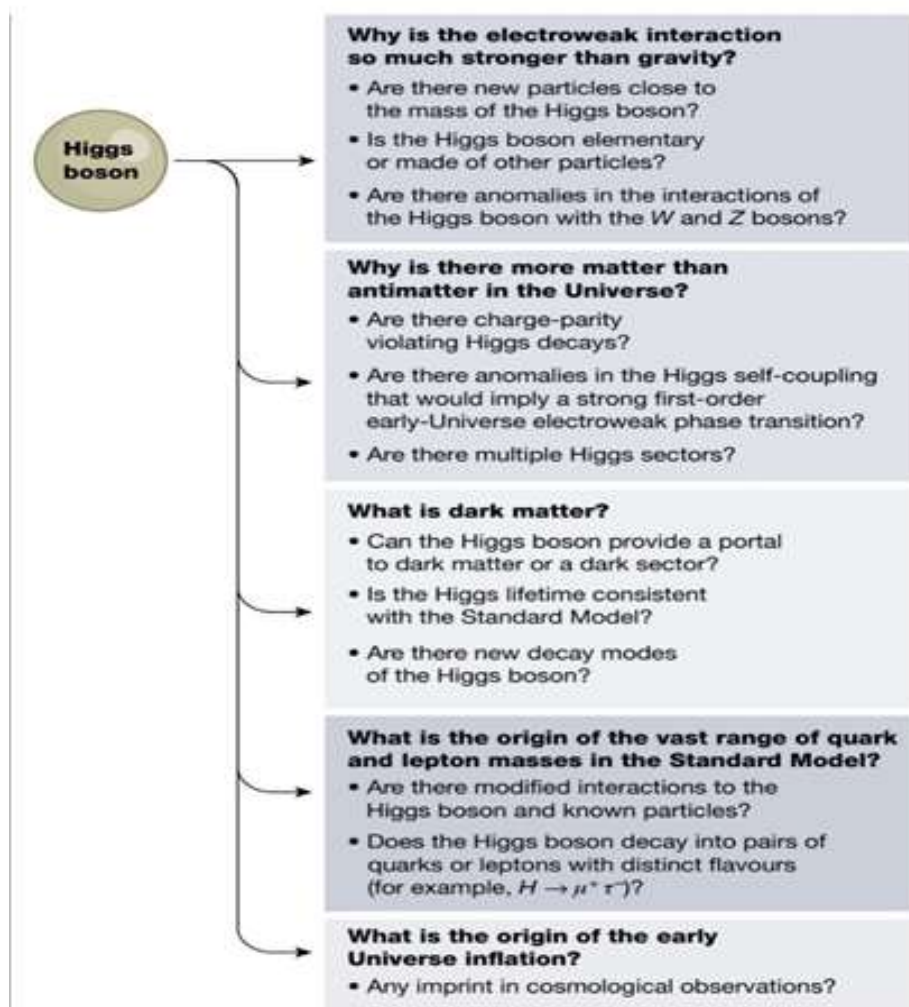 Higgs
boson
Why is the electroweak interaction
so much stronger than gravity?
• Are there new particles close to
the mass of the Higgs boson?
• Is the Higgs boson elementary
or made of other particles?
• Are there anomalies in the interactions of
the Higgs boson with the W and Z bosons?
Why is there more matter than
antimatter in the Universe?
• Are there charge-parity
violating Higgs decays?
• Are there anomalies in the Higgs self-coupling
that would imply a strong first-order
early-Universe electroweak phase transition?
• Are there multiple Higgs sectors?
What is dark matter?
• Can the Higgs boson provide a portal
to dark matter or a dark sector?
• Is the Higgs lifetime consistent
with the Standard Model?
• Are there new decay modes
of the Higgs boson?
What is the origin of the vast range of quark
and lepton masses in the Standard Model?
• Are there modified interactions to the
Higgs boson and known particles?
• Does the Higgs boson decay into pairs of
quarks or leptons with distinct flavours
(for example, H → μ⁺ τ⁻)?
What is the origin of the early
Universe inflation?
• Any imprint in cosmological observations?